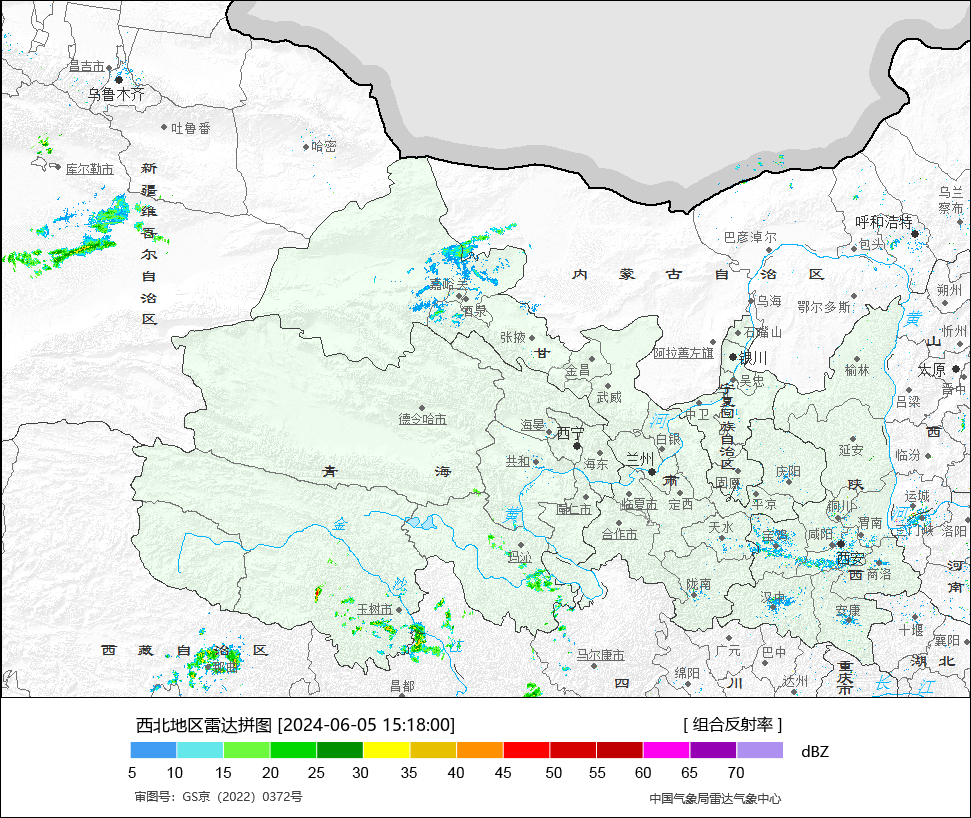 昌吉市
乌鲁木齐
吐鲁番
哈密
库尔勒市
新疆维吾尔自治区
乌兰察布
呼和浩特
巴彦淖尔
包头
内蒙古自治区
嘉峪关
酒泉
朔州
乌海
鄂尔多斯
黄
石嘴山
忻州
张掖
甘
山
阿拉善左旗
银川
金昌
榆林
太原
吴忠
晋中
武威
宁夏回族自治区
吕梁
德令哈市
中卫
河
海晏
西宁
白银
西
延安
兰州
临汾
共和
海东
青海
固原
庆阳
肃
陕
同仁市
临夏市
定西
平凉
铜川
运城
黄
金
天水
宝鸡
咸阳
渭南
河
三门峡
洛阳
合作市
西安
玛沁
西
商洛
河南
陇南
汉中
玉树市
安康
十堰
西藏自治区
广元
巴中
襄阳
那曲
马尔康市
湖北
绵阳
重庆市
昌都
四川
达州
长江
西北地区雷达拼图 [2024-06-05 15:18:00]
[ 组合反射率 ]
dBZ
5 10 15 20 25 30 35 40 45 50 55 60 65 70
审图号：GS京（2022）0372号
中国气象局雷达气象中心